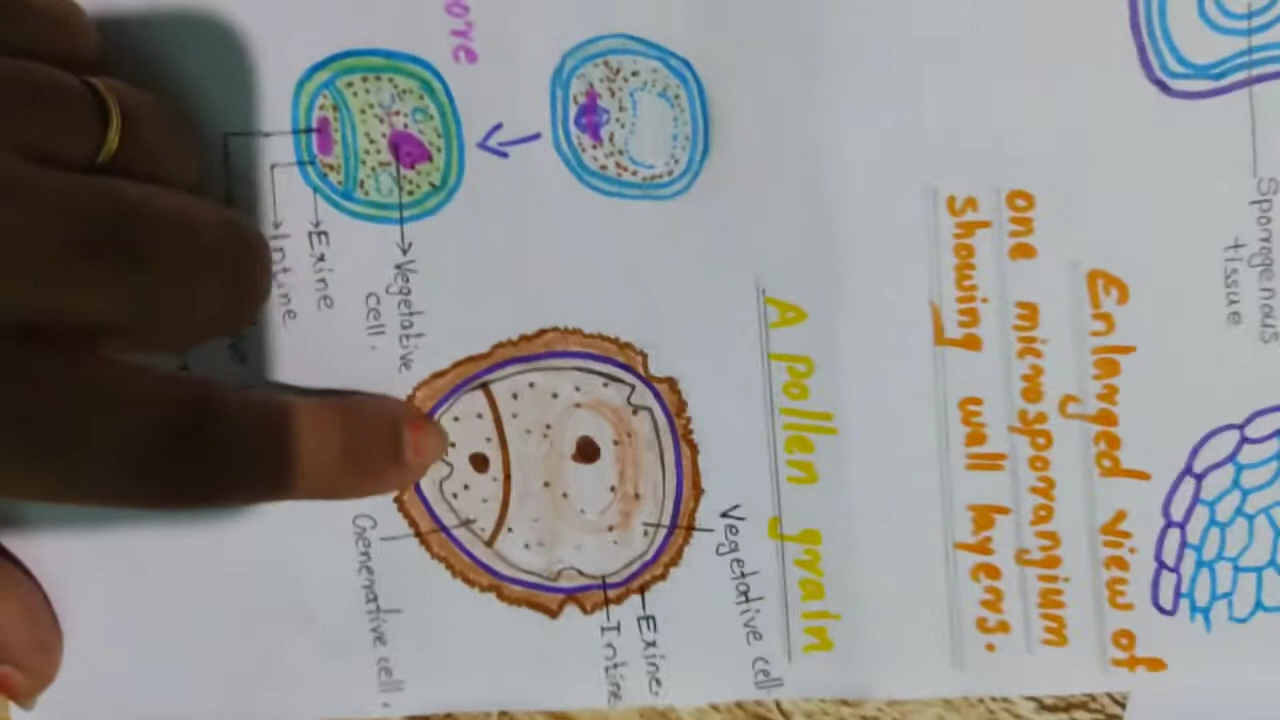 Sporogenous
tissue
Enlarged view of
one microsporangium
showing wall layers.
A pollen grain
Vegetative cell
Exine
Intine
Generative cell.
ore
Vegetative
cell.
Exine
Intine